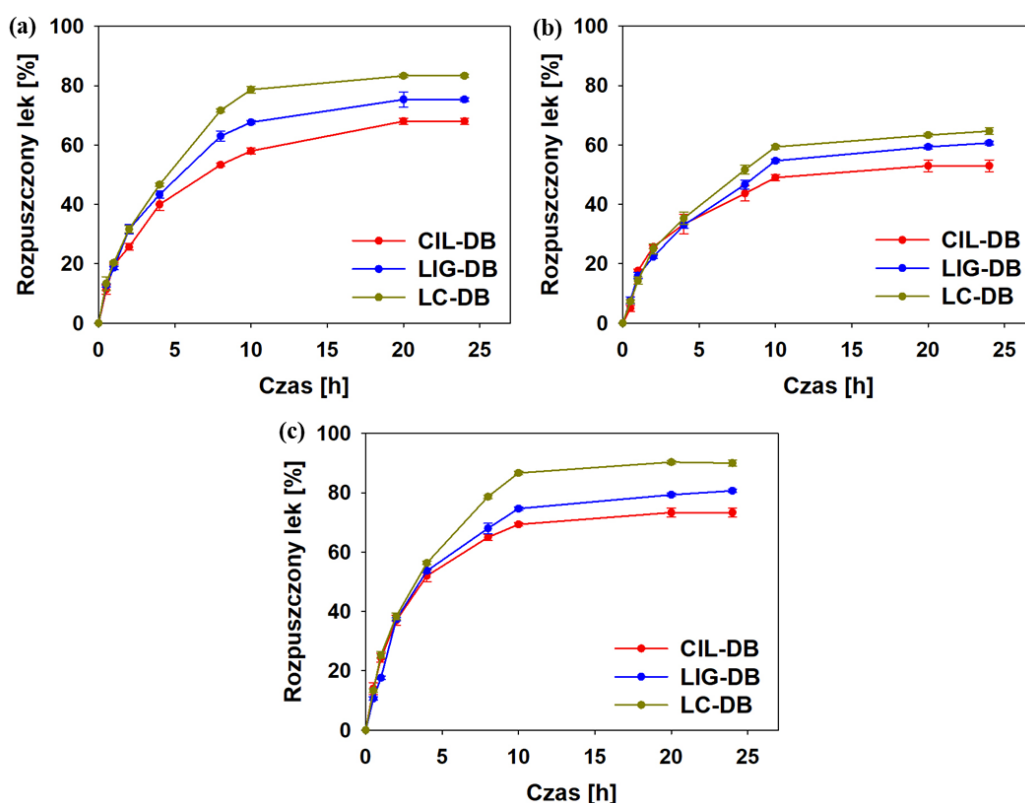 (a)
Rozpuszczony lek [%]
100
80
60
40
20
0
CIL-DB
LIG-DB
LC-DB
0 5 10 15 20 25
Czas [h]
(b)
Rozpuszczony lek [%]
100
80
60
40
20
0
CIL-DB
LIG-DB
LC-DB
0 5 10 15 20 25
Czas [h]
(c)
Rozpuszczony lek [%]
100
80
60
40
20
0
CIL-DB
LIG-DB
LC-DB
0 5 10 15 20 25
Czas [h]